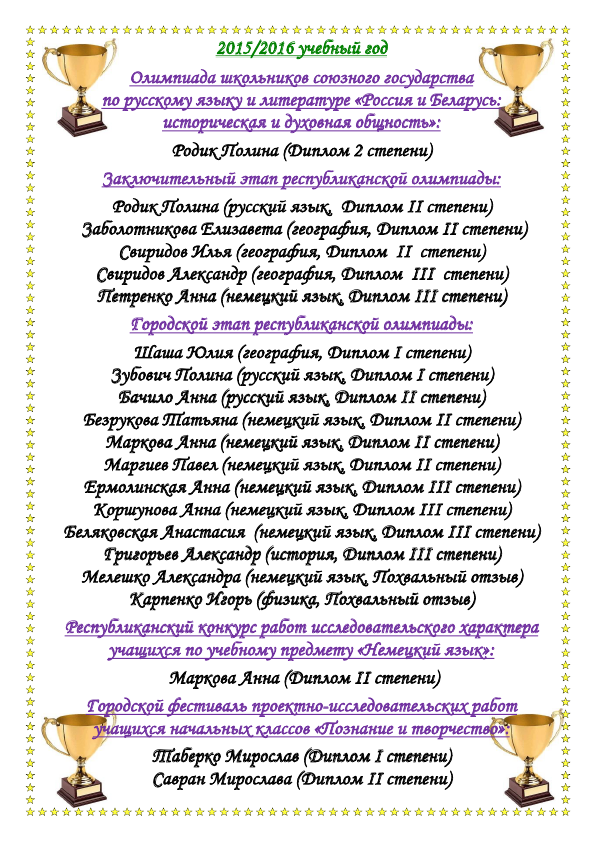 2015/2016 учебный год
Олимпиада школьников союзного государства
по русскому языку и литературе «Россия и Беларусь:
историческая и духовная общность»:
Родик Полина (Диплом 2 степени)
Заключительный этап республиканской олимпиады:
Родик Полина (русский язык, Диплом II степени)
Заболотникова Елизавета (география, Диплом II степени)
Свиридов Илья (география, Диплом II степени)
Свиридов Александр (география, Диплом III степени)
Петренко Анна (немецкий язык, Диплом III степени)
Городской этап республиканской олимпиады:
Шаша Юлия (география, Диплом I степени)
Зубович Полина (русский язык, Диплом I степени)
Бачило Анна (русский язык, Диплом II степени)
Безрукова Татьяна (немецкий язык, Диплом II степени)
Маркова Анна (немецкий язык, Диплом II степени)
Маргиев Павел (немецкий язык, Диплом II степени)
Ермолинская Анна (немецкий язык, Диплом III степени)
Коршунова Анна (немецкий язык, Диплом III степени)
Беляковская Анастасия (немецкий язык, Диплом III степени)
Григорьев Александр (история, Диплом III степени)
Мелешко Александра (немецкий язык, Похвальный отзыв)
Карпенко Игорь (физика, Похвальный отзыв)
Республиканский конкурс работ исследовательского характера
учащихся по учебному предмету «Немецкий язык»:
Маркова Анна (Диплом II степени)
Городской фестиваль проектно-исследовательских работ
учащихся начальных классов «Познание и творчество»:
Таберко Мирослав (Диплом I степени)
Савран Мирослава (Диплом II степени)